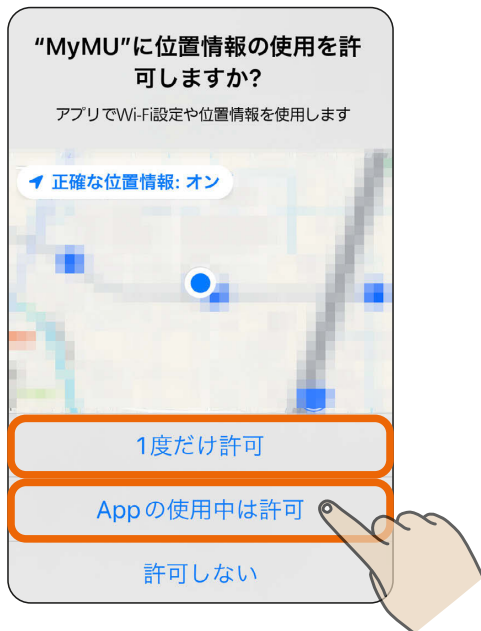 “MyMU”に位置情報の使用を許
可しますか?
アプリでWi-Fi設定や位置情報を使用します
正確な位置情報: オン
1度だけ許可
Appの使用中は許可
許可しない